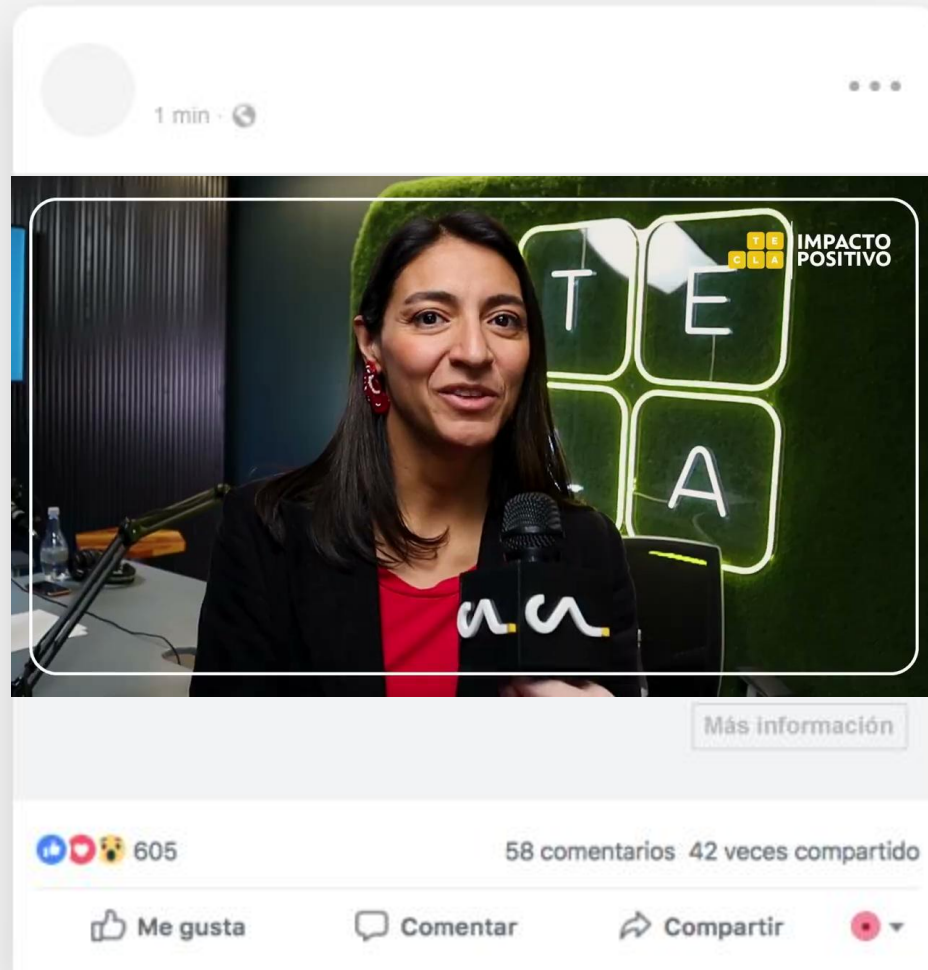 1 min
T E
C L A
IMPACTO
POSITIVO
T E
A
Más información
605
58 comentarios 42 veces compartido
Me gusta
Comentar
Compartir